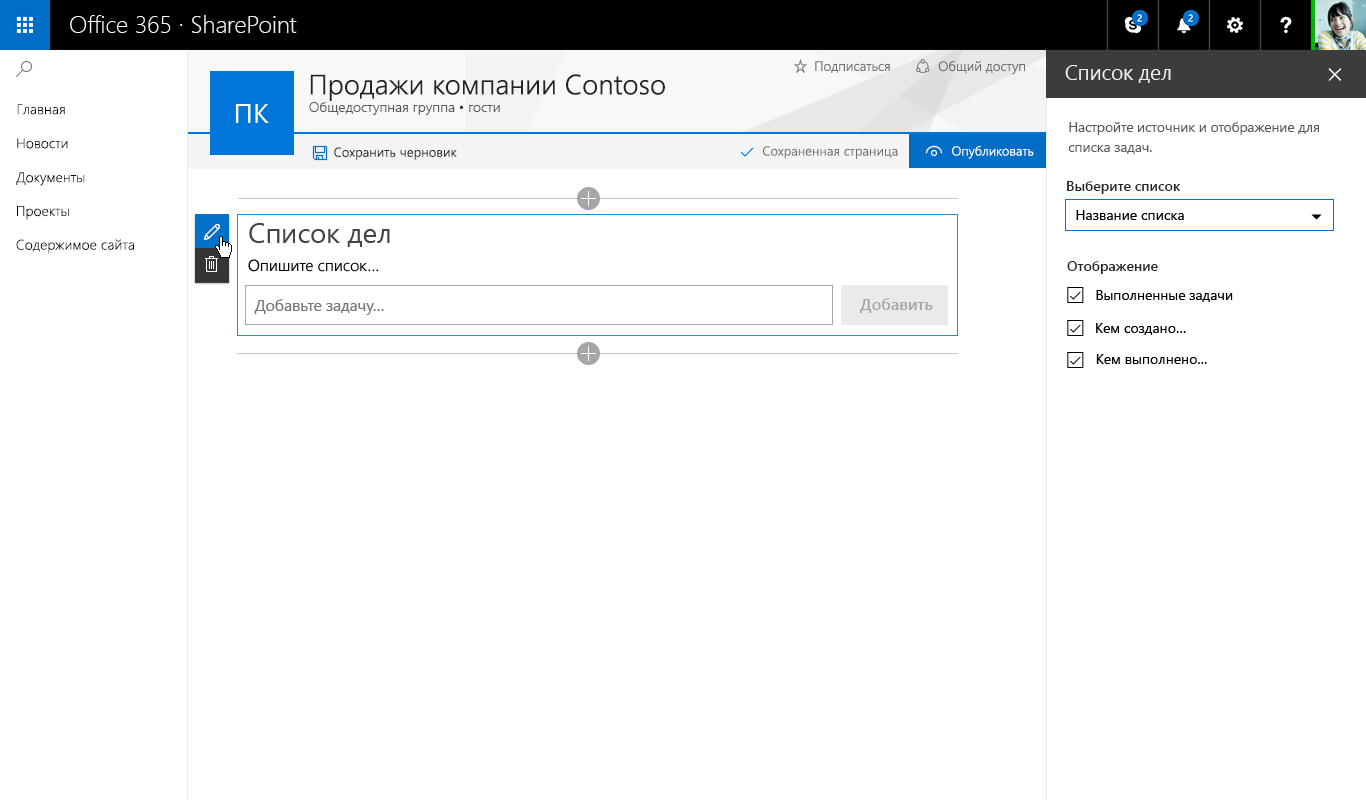 Office 365 · SharePoint
2
2
?
Главная
Новости
Документы
Проекты
Содержимое сайта
ПК
Продажи компании Contoso
Общедоступная группа • гости
Подписаться
Общий доступ
Сохранить черновик
Сохраненная страница
Опубликовать
Список дел
Опишите список...
Добавьте задачу...
Добавить
Список дел
Настройте источник и отображение для
списка задач.
Выберите список
Название списка
Отображение
Выполненные задачи
Кем создано...
Кем выполнено...